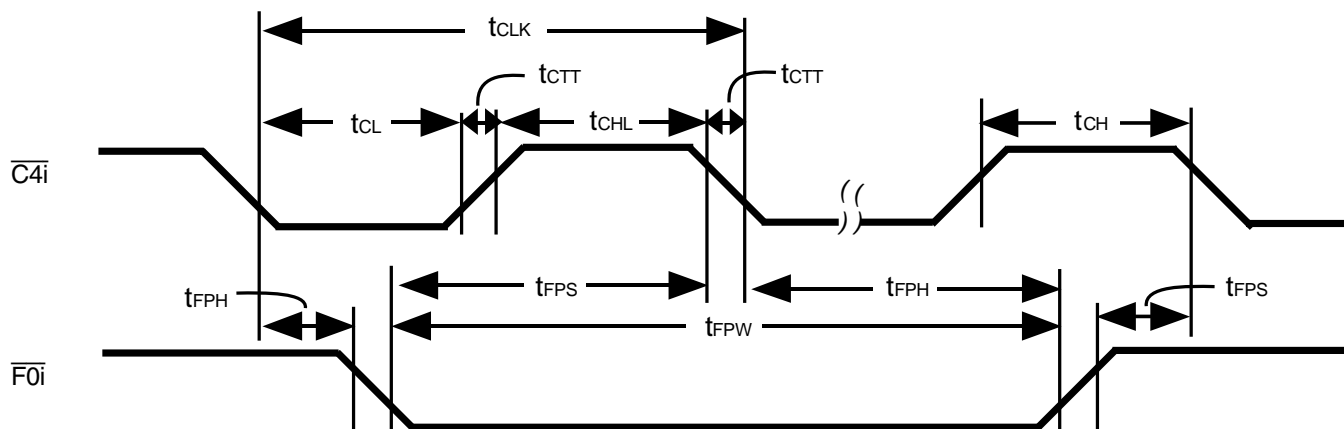 tCLK
tCTT
tCTT
tCL
tCHL
tCH
C4i
tFPH
tFPS
tFPH
tFPS
tFPW
F0i